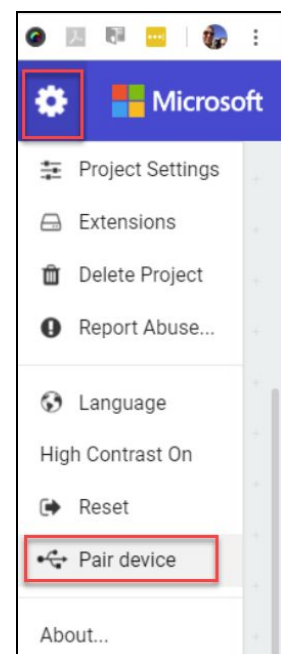 Microsoft
Project Settings
Extensions
Delete Project
Report Abuse...
Language
High Contrast On
Reset
Pair device
About...